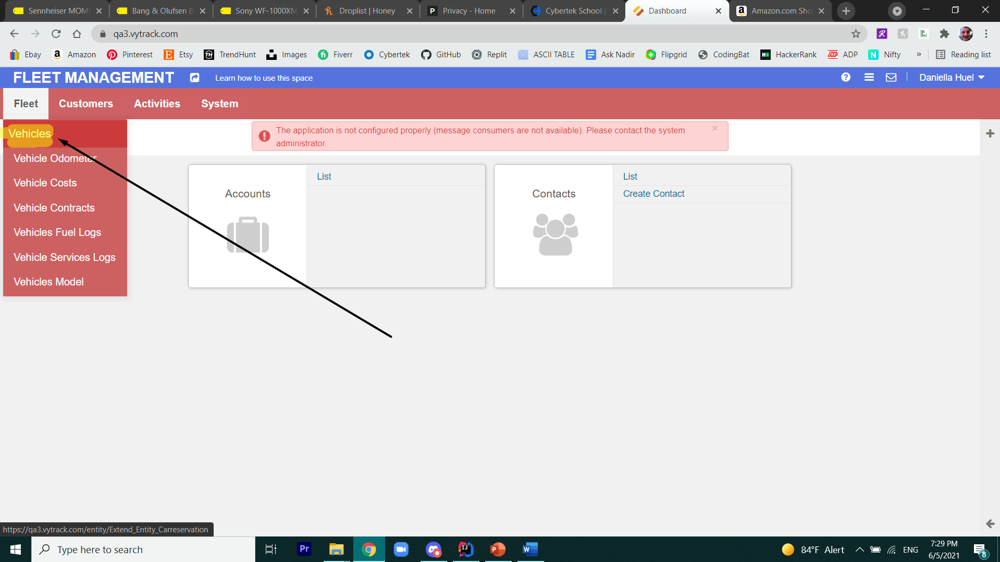 Sennheiser MOM
Bang & Olufsen B
Sony WF-1000XM
Droplist | Honey
Privacy - Home
Cybertek School |
Dashboard
Amazon.com Sho
qa3.vytrack.com
Ebay
Amazon
Pinterest
Etsy
TrendHunt
Images
Fiverr
Cybertek
GitHub
Replit
ASCII TABLE
Ask Nadir
Flipgrid
CodingBat
HackerRank
ADP
Nifty
»
Reading list
FLEET MANAGEMENT
Learn how to use this space
Daniella Huel
Fleet
Customers
Activities
System
The application is not configured properly (message consumers are not available). Please contact the system
administrator.
Vehicles
Vehicle Odometer
Vehicle Costs
Vehicle Contracts
Vehicles Fuel Logs
Vehicle Services Logs
Vehicles Model
Accounts
List
Contacts
List
Create Contact
https://qa3.vytrack.com/entity/Extend_Entity_Carreservation
Type here to search
Pr
84°F Alert
ENG
7:29 PM
6/5/2021
8